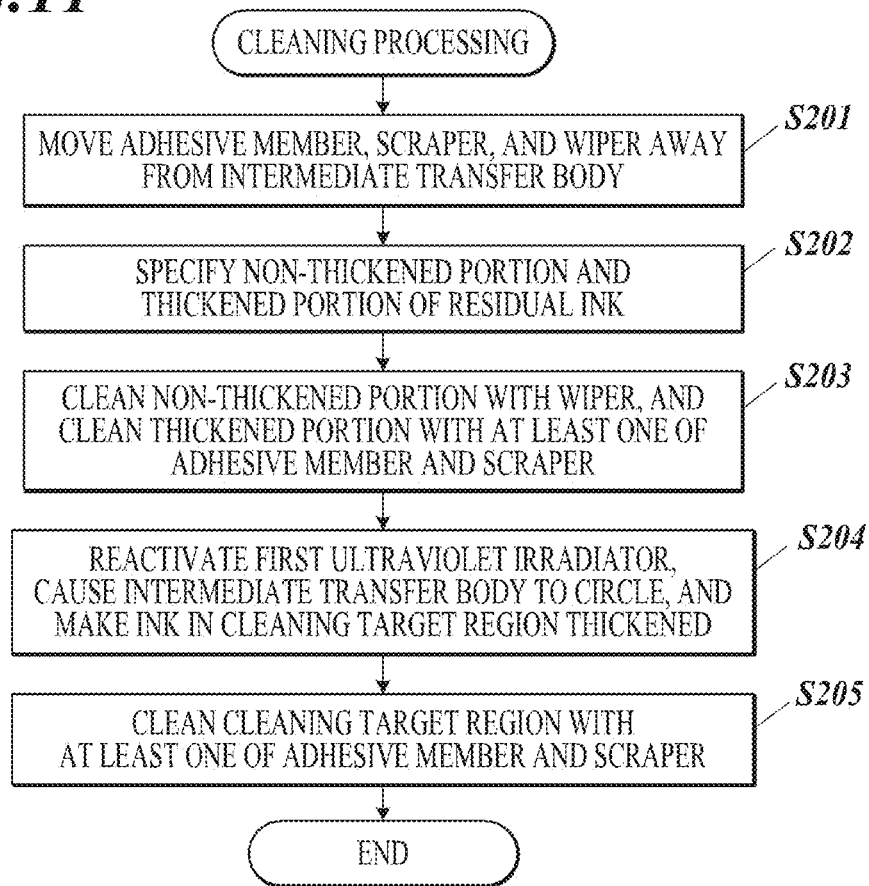 CLEANING PROCESSING
S201
MOVE ADHESIVE MEMBER, SCRAPER, AND WIPER AWAY
FROM INTERMEDIATE TRANSFER BODY
S202
SPECIFY NON-THICKENED PORTION AND
THICKENED PORTION OF RESIDUAL INK
S203
CLEAN NON-THICKENED PORTION WITH WIPER, AND
CLEAN THICKENED PORTION WITH AT LEAST ONE OF
ADHESIVE MEMBER AND SCRAPER
S204
REACTIVATE FIRST ULTRAVIOLET IRRADIATOR,
CAUSE INTERMEDIATE TRANSFER BODY TO CIRCLE, AND
MAKE INK IN CLEANING TARGET REGION THICKENED
S205
CLEAN CLEANING TARGET REGION WITH
AT LEAST ONE OF ADHESIVE MEMBER AND SCRAPER
END